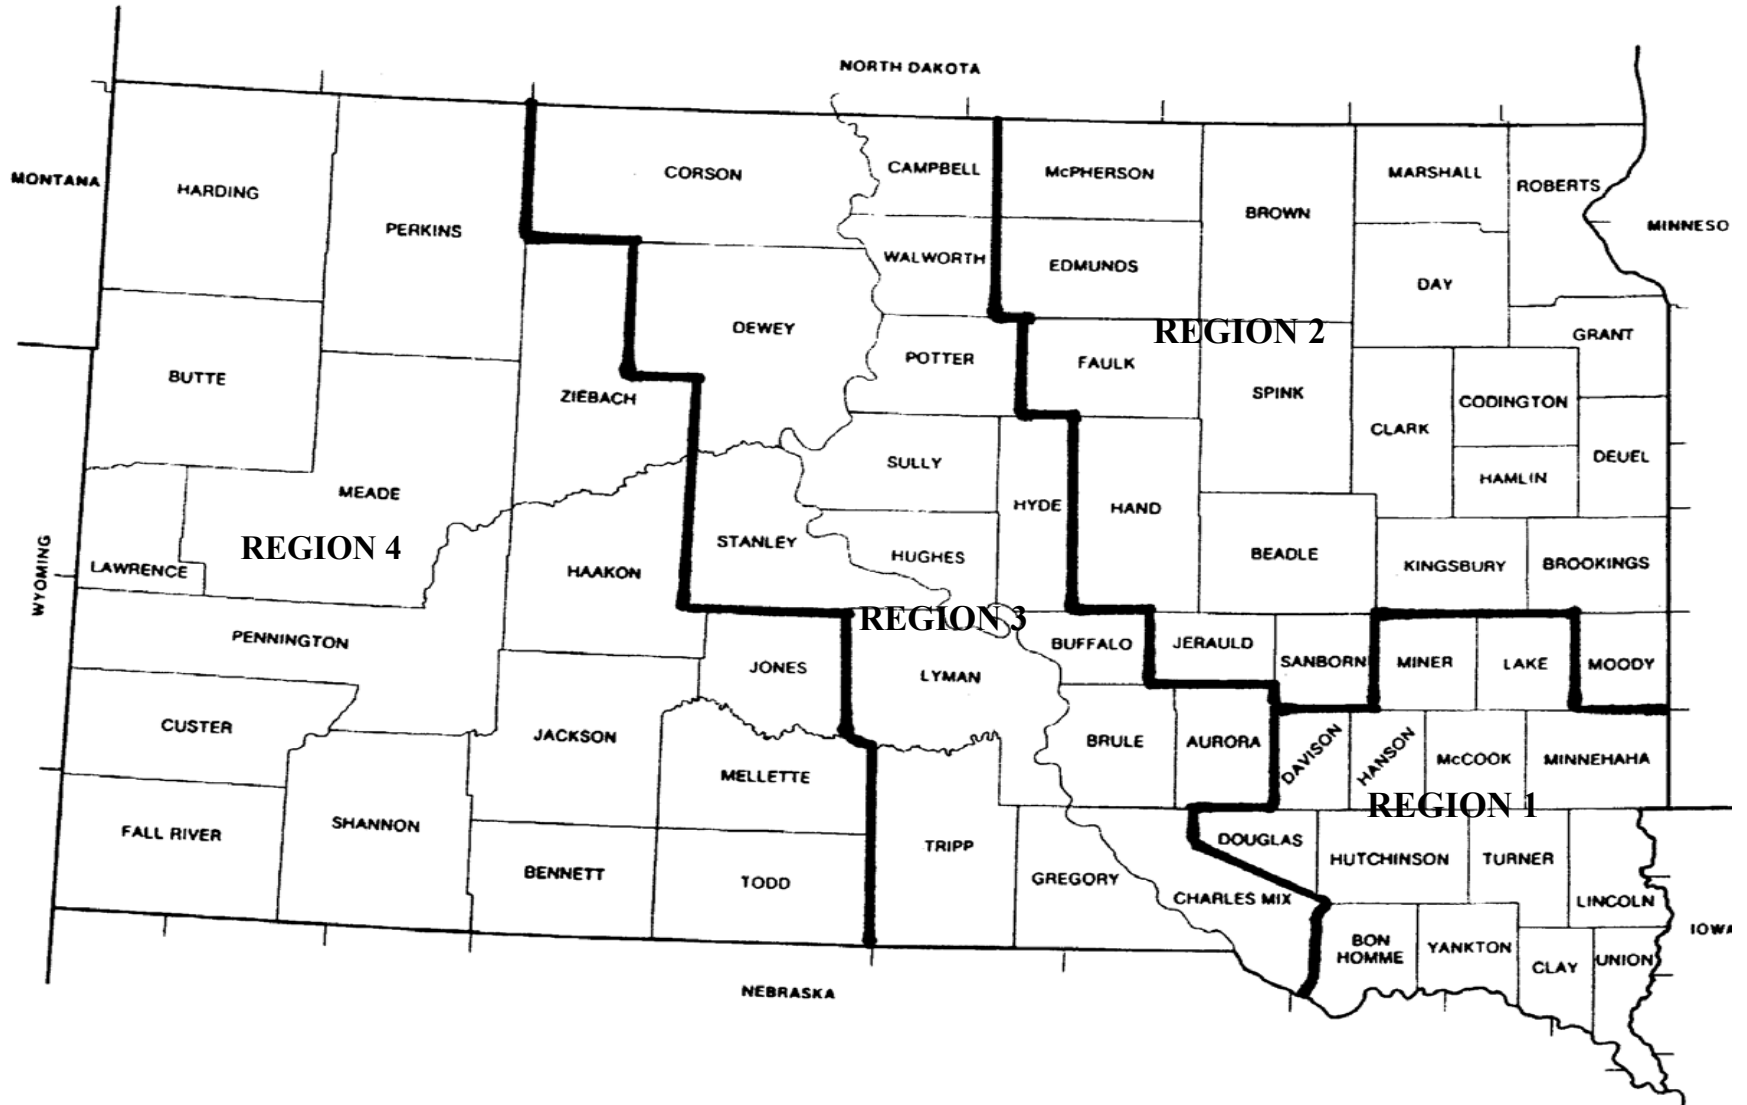 NORTH DAKOTA
MONTANA
HARDING
PERKINS
CORSON
CAMPBELL
McPHERSON
BROWN
MARSHALL
ROBERTS
MINNESO
WALWORTH
EDMUNDS
DAY
BUTTE
ZIEBACH
DEWEY
POTTER
FAULK
REGION 2
SPINK
GRANT
CLARK
CODINGTON
HAMLIN
DEUEL
MEADE
SULLY
HYDE
HAND
WYOMING
LAWRENCE
REGION 4
HAAKON
STANLEY
HUGHES
BEADLE
KINGSBURY
BROOKINGS
PENNINGTON
REGION 3
JONES
LYMAN
BUFFALO
JERAULD
SANBORN
MINER
LAKE
MOODY
CUSTER
JACKSON
MELLETTE
BRULE
AURORA
DAVISON
HANSON
McCOOK
MINNEHAHA
REGION 1
FALL RIVER
SHANNON
BENNETT
TODD
TRIPP
GREGORY
CHARLES MIX
DOUGLAS
HUTCHINSON
TURNER
LINCOLN
BON
HOMME
YANKTON
CLAY
UNION
IOWA
NEBRASKA